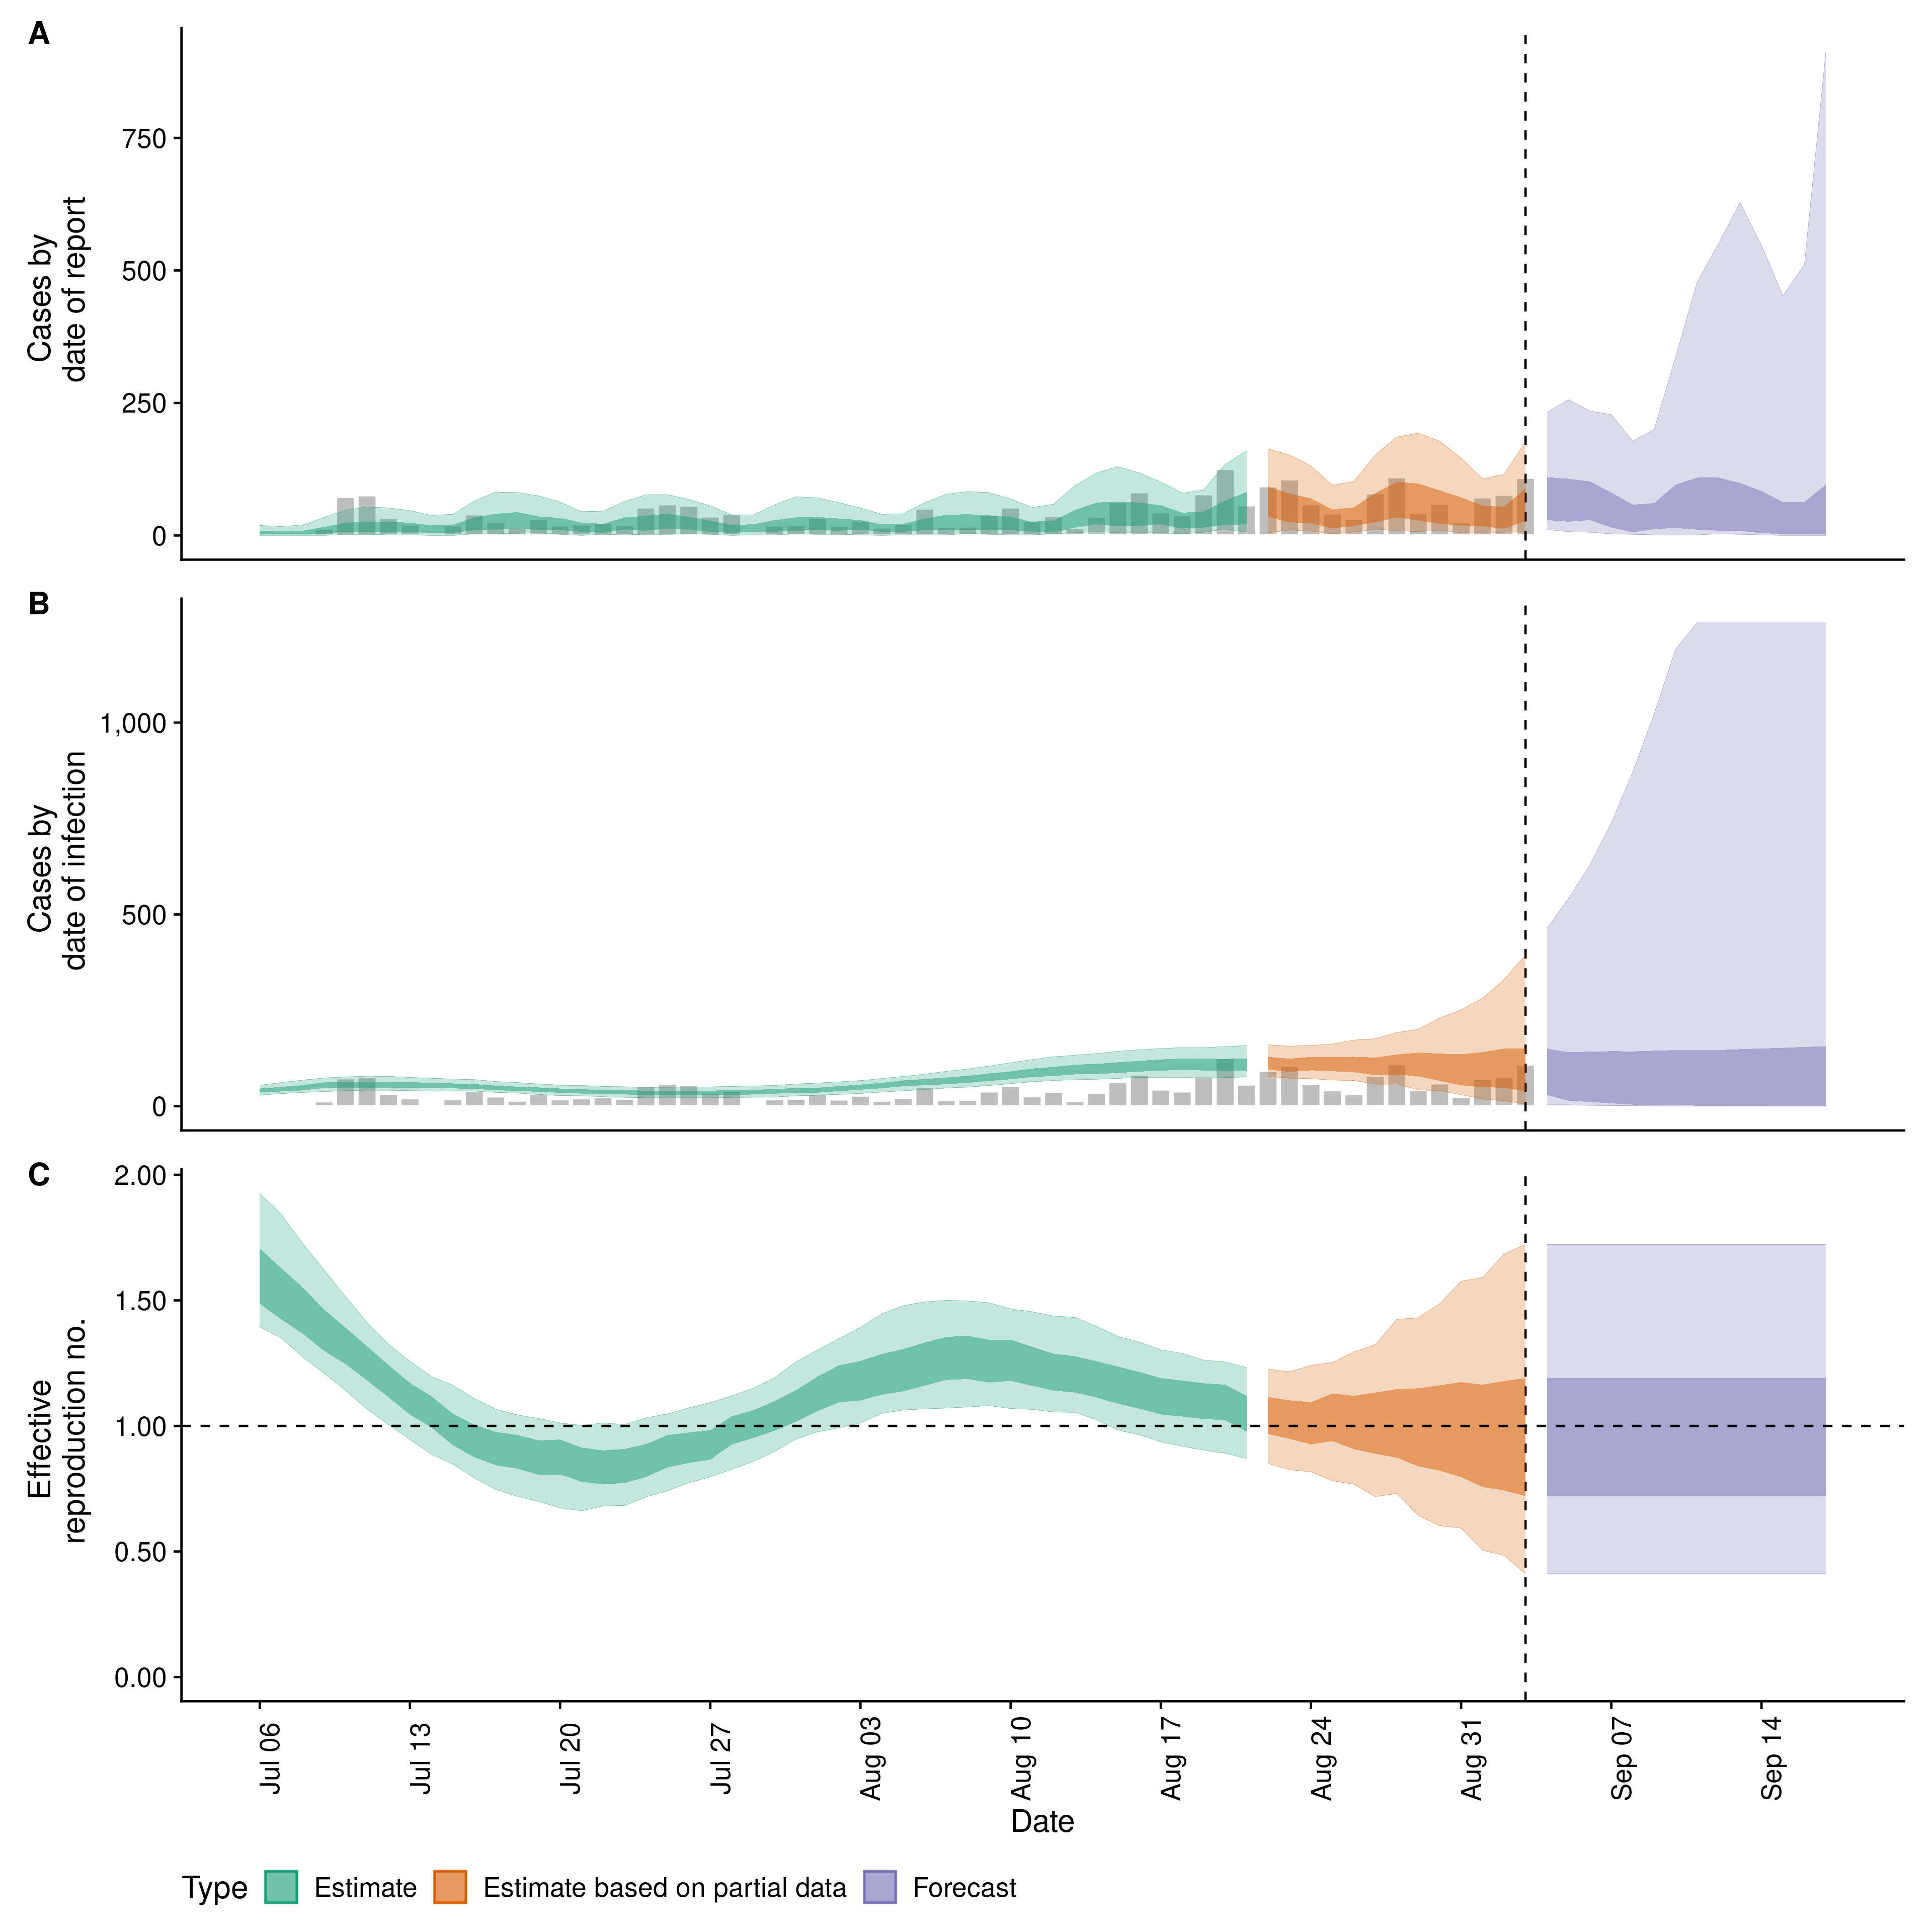 A
Cases by
date of report
750
500
250
0
B
Cases by
date of infection
1,000
500
0
C
Effective
reproduction no.
2.00
1.50
1.00
0.50
0.00
Jul 06
Jul 13
Jul 20
Jul 27
Aug 03
Aug 10
Aug 17
Aug 24
Aug 31
Sep 07
Sep 14
Date
Type Estimate Estimate based on partial data Forecast